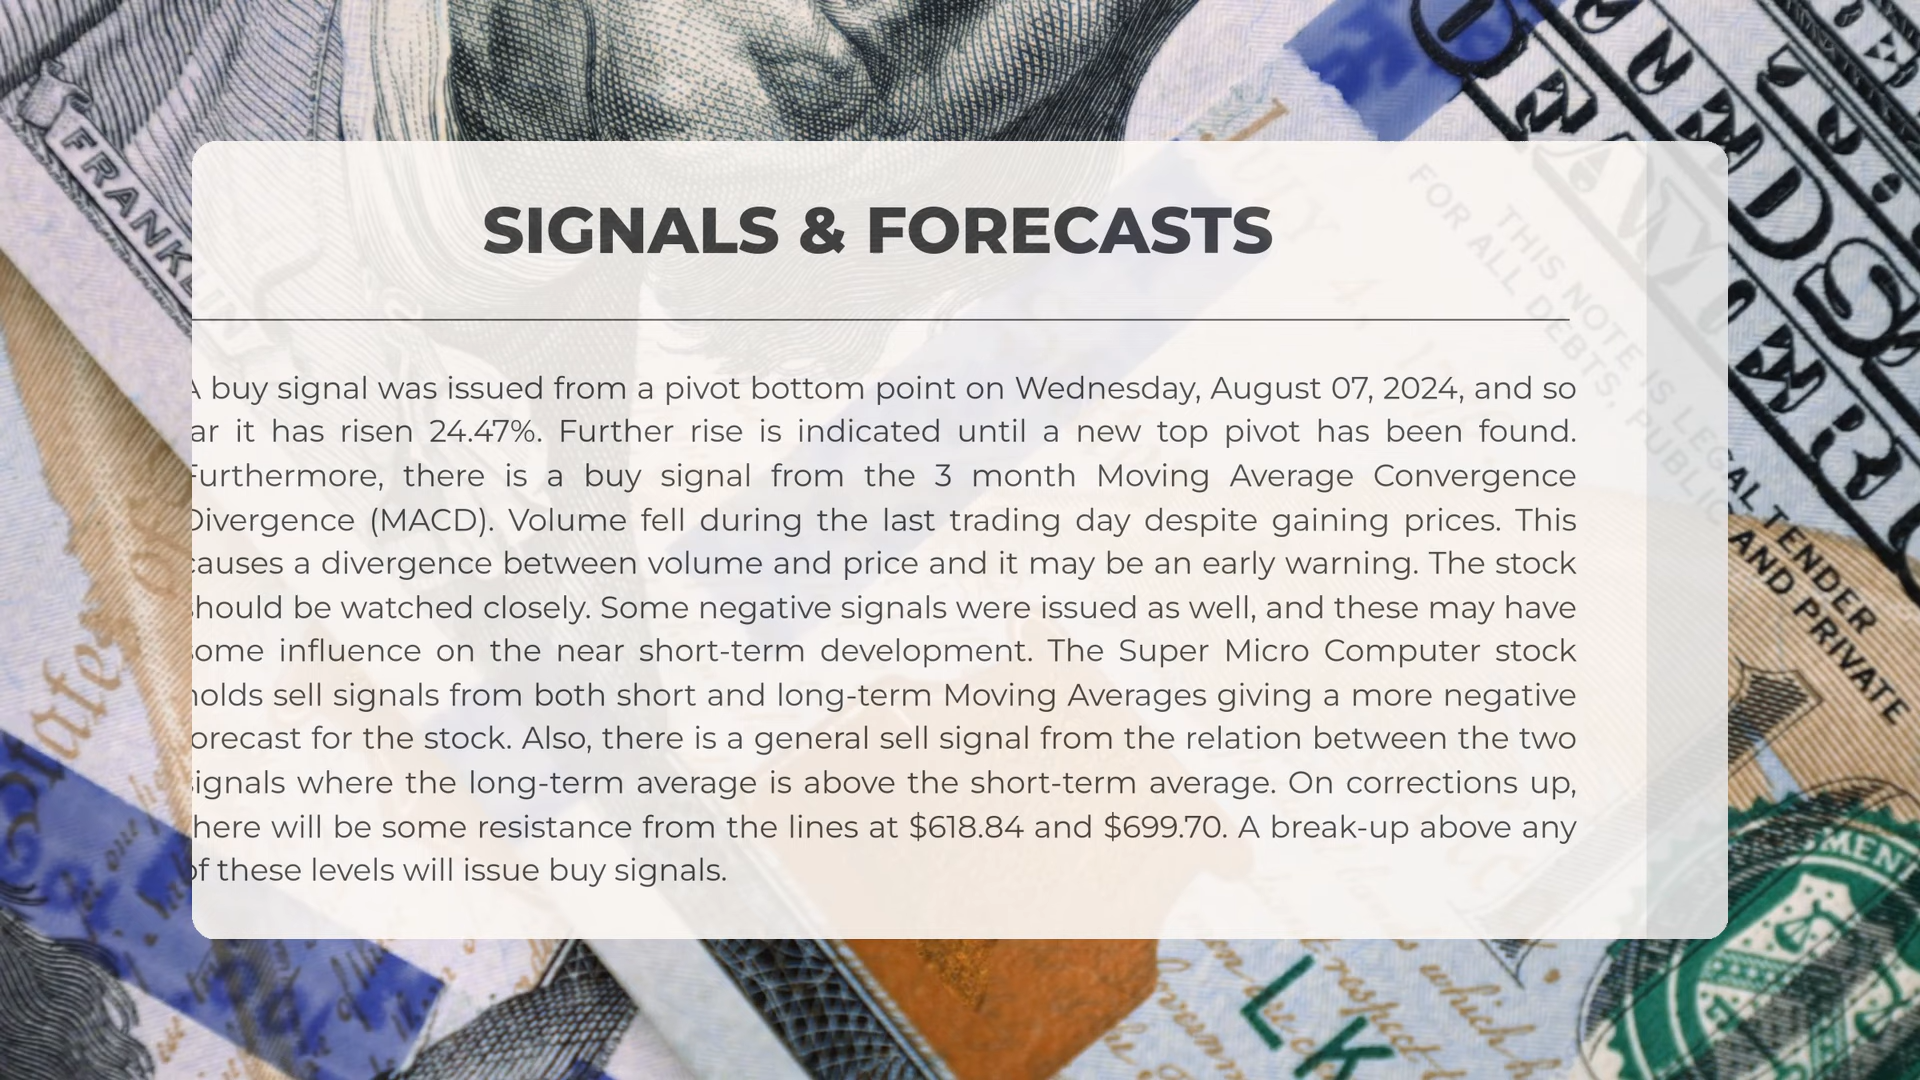 FRANKLIN
SIGNALS & FORECASTS
THIS NOTE IS LEGAL TENDER
FOR ALL DEBTS, PUBLIC AND PRIVATE
A buy signal was issued from a pivot bottom point on Wednesday, August 07, 2024, and so
ar it has risen 24.47%. Further rise is indicated until a new top pivot has been found.
Furthermore, there is a buy signal from the 3 month Moving Average Convergence
Divergence (MACD). Volume fell during the last trading day despite gaining prices. This
causes a divergence between volume and price and it may be an early warning. The stock
should be watched closely. Some negative signals were issued as well, and these may have
some influence on the near short-term development. The Super Micro Computer stock
holds sell signals from both short and long-term Moving Averages giving a more negative
orecast for the stock. Also, there is a general sell signal from the relation between the two
signals where the long-term average is above the short-term average. On corrections up,
here will be some resistance from the lines at $618.84 and $699.70. A break-up above any
of these levels will issue buy signals.
LK